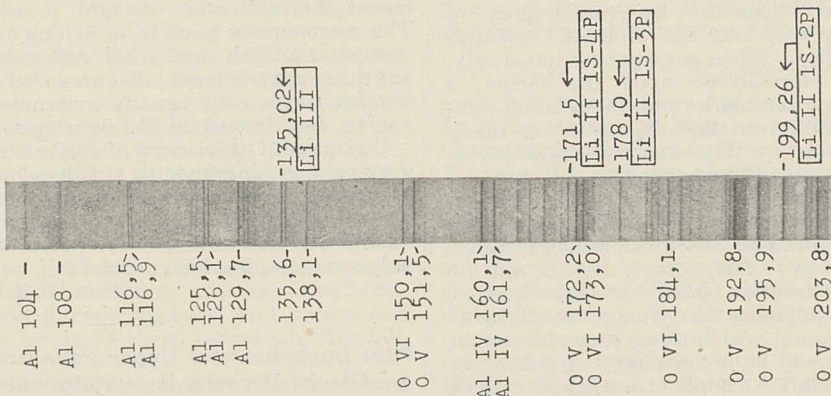 -135,02
Li III
-171,5
Li II 1S-4P
-178,0
Li II 1S-3P
-199,26
Li II 1S-2P
Al 104 -
Al 108 -
Al 116,5
Al 116,9
Al 125,5
Al 126,1
Al 129,7-
135,6-
138,1-
O VI 150,1
O V 151,5
Al IV 160,1
Al IV 161,7
O V 172,2
O VI 173,0
O VI 184,1-
O V 192,8-
O 195,9-
O V 203,8-